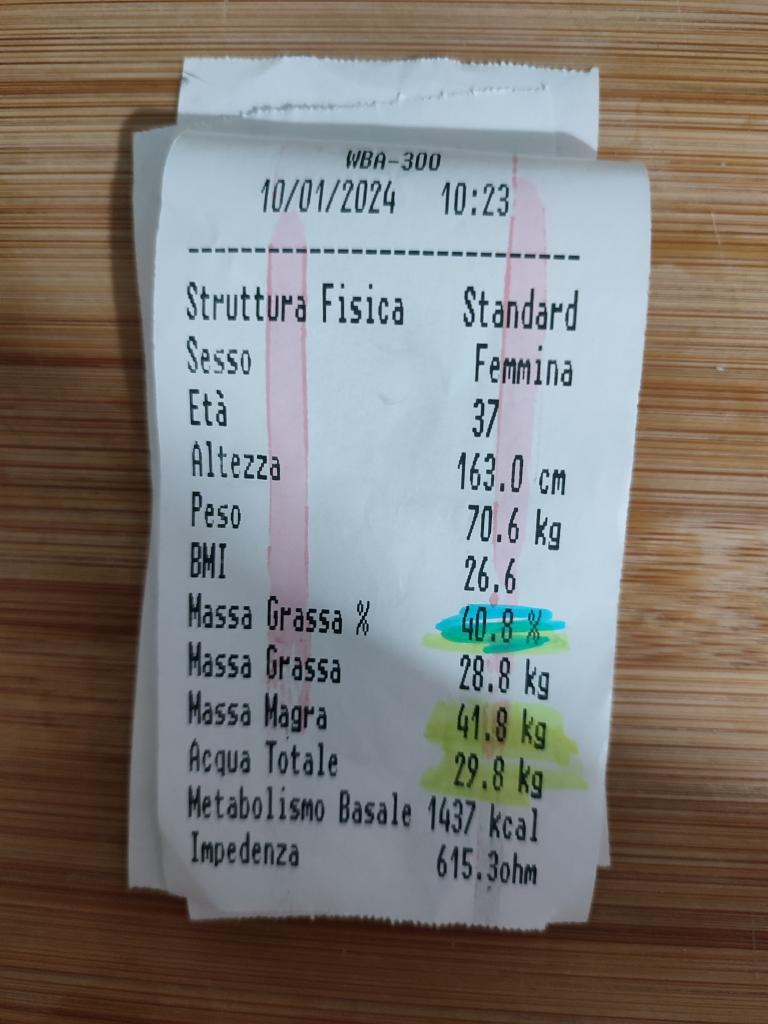 WBA-300
10/01/2024 10:23
--------------------------------
Struttura Fisica Standard
Sesso Femmina
Età 37
Altezza 163.0 cm
Peso 70.6 kg
BMI 26.6
Massa Grassa % 40.8 %
Massa Grassa 28.8 kg
Massa Magra 41.8 kg
Acqua Totale 29.8 kg
Metabolismo Basale 1437 kcal
Impedenza 615.3ohm